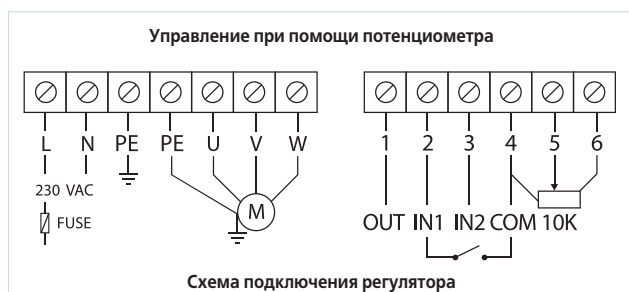 Управление при помощи потенциометра
L N PE PE U V W 1 2 3 4 5 6
230 VAC
FUSE
M
OUT IN1 IN2 COM 10K
Схема подключения регулятора